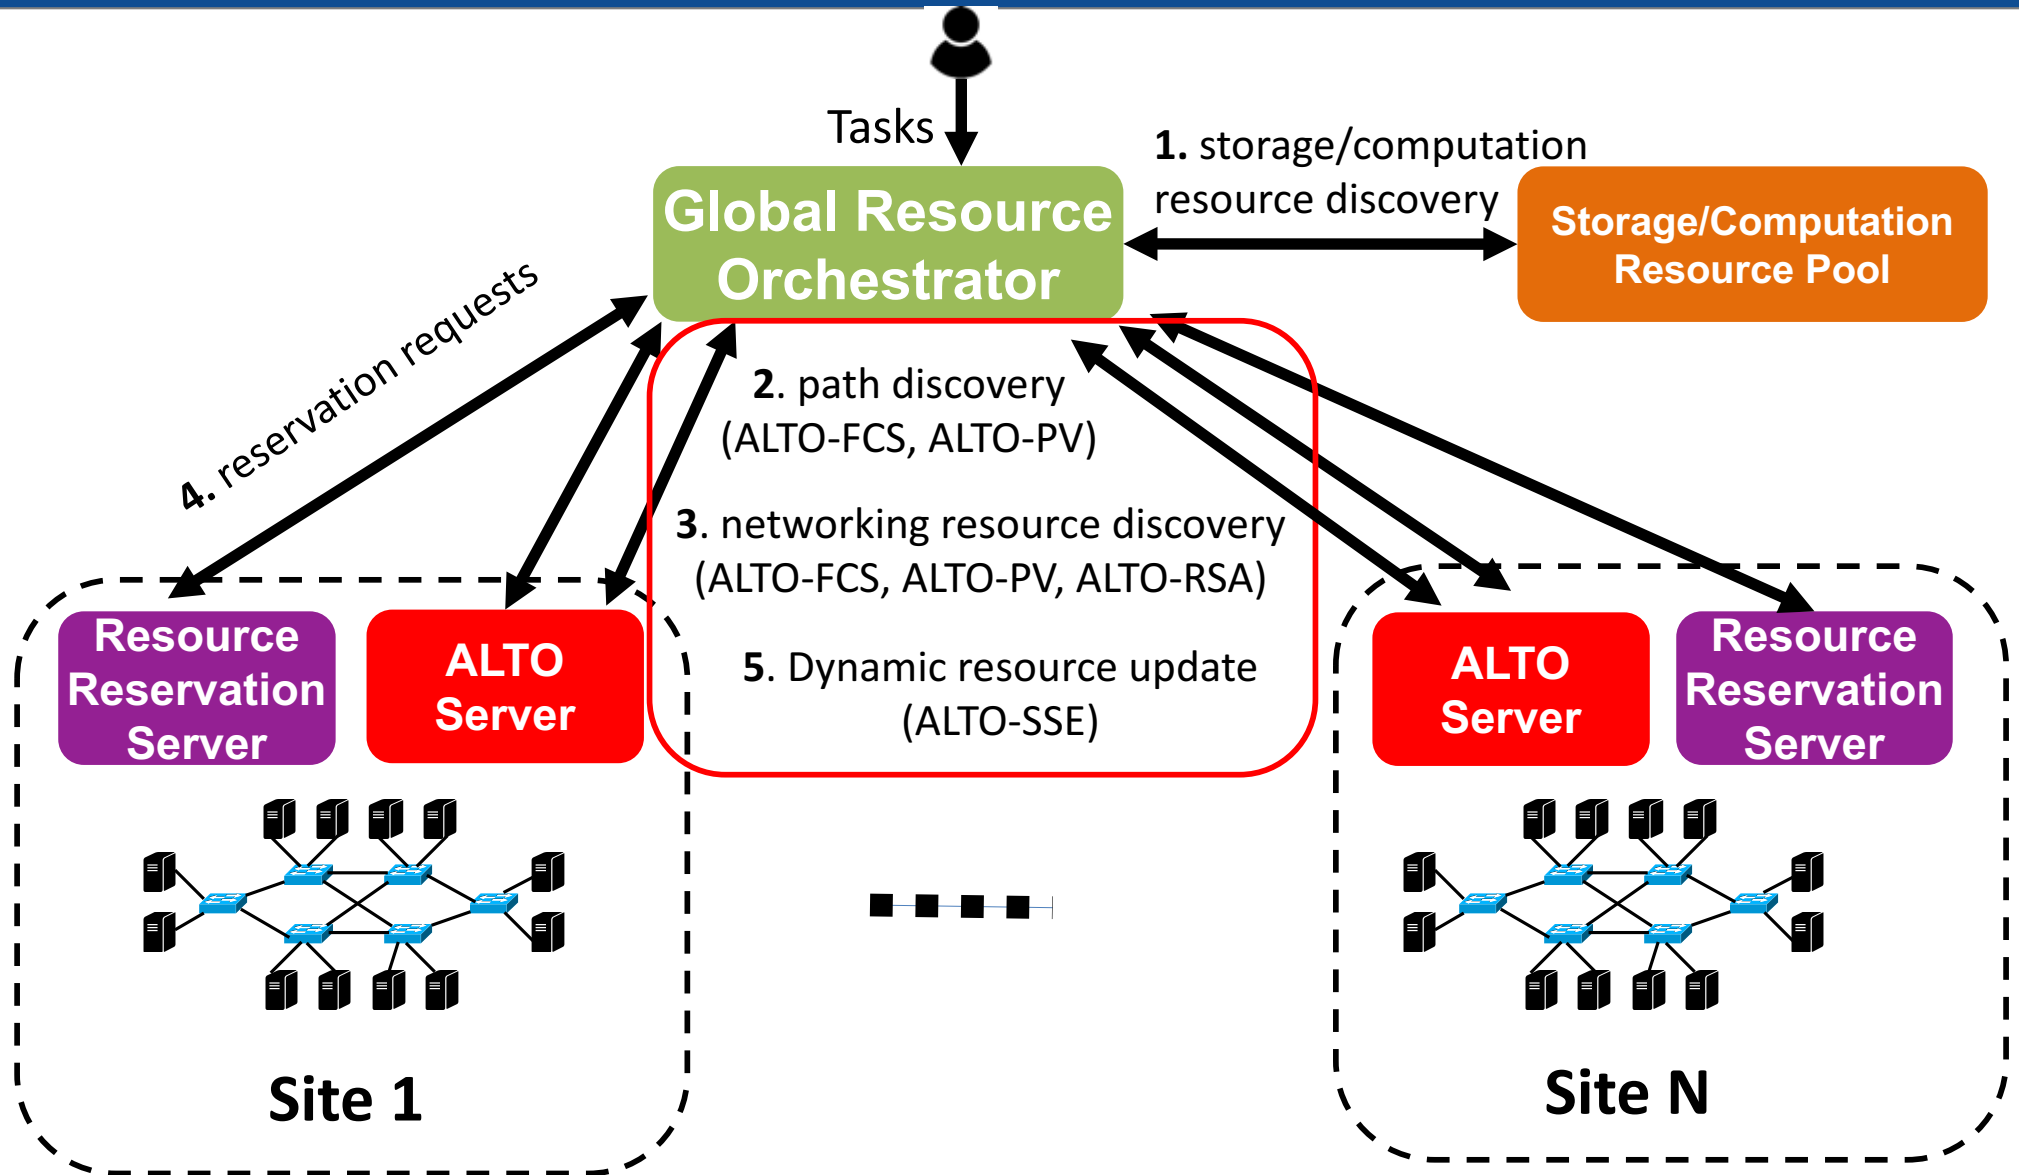 Tasks
Global Resource
Orchestrator
1. storage/computation
resource discovery
Storage/Computation
Resource Pool
4. reservation requests
2. path discovery
(ALTO-FCS, ALTO-PV)
3. networking resource discovery
(ALTO-FCS, ALTO-PV, ALTO-RSA)
5. Dynamic resource update
(ALTO-SSE)
Resource
Reservation
Server
ALTO
Server
Site 1
ALTO
Server
Resource
Reservation
Server
Site N